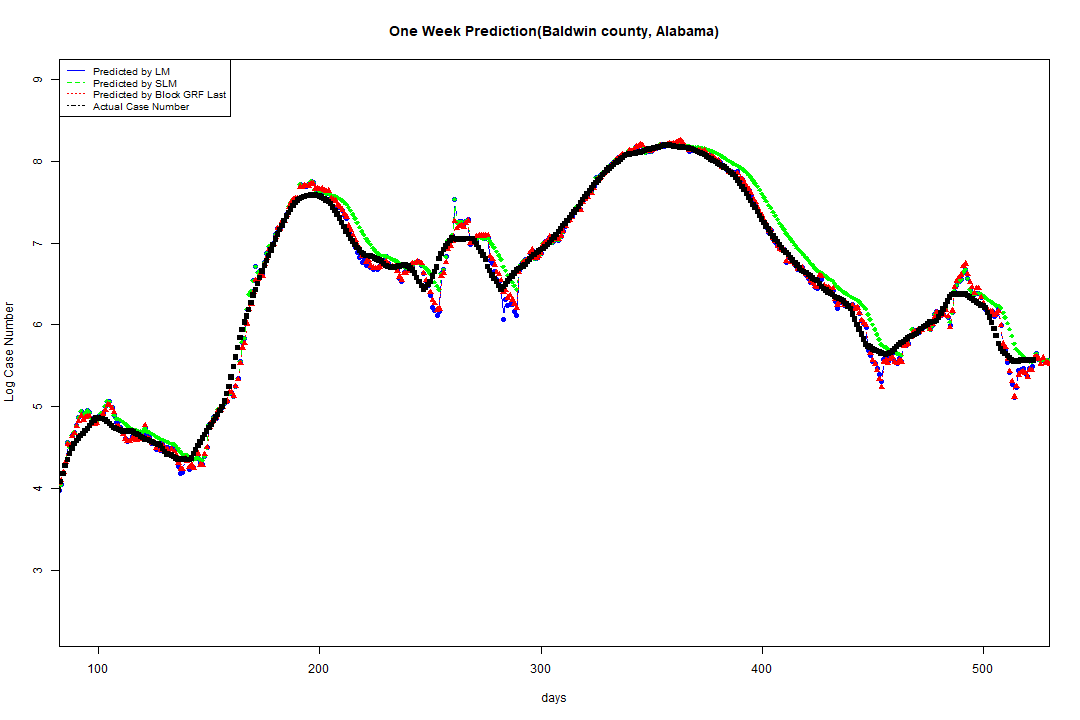 One Week Prediction(Baldwin county, Alabama)
Predicted by LM
Predicted by SLM
Predicted by Block GRF Last
Actual Case Number
9
8
7
6
5
4
3
Log Case Number
100 200 300 400 500
days